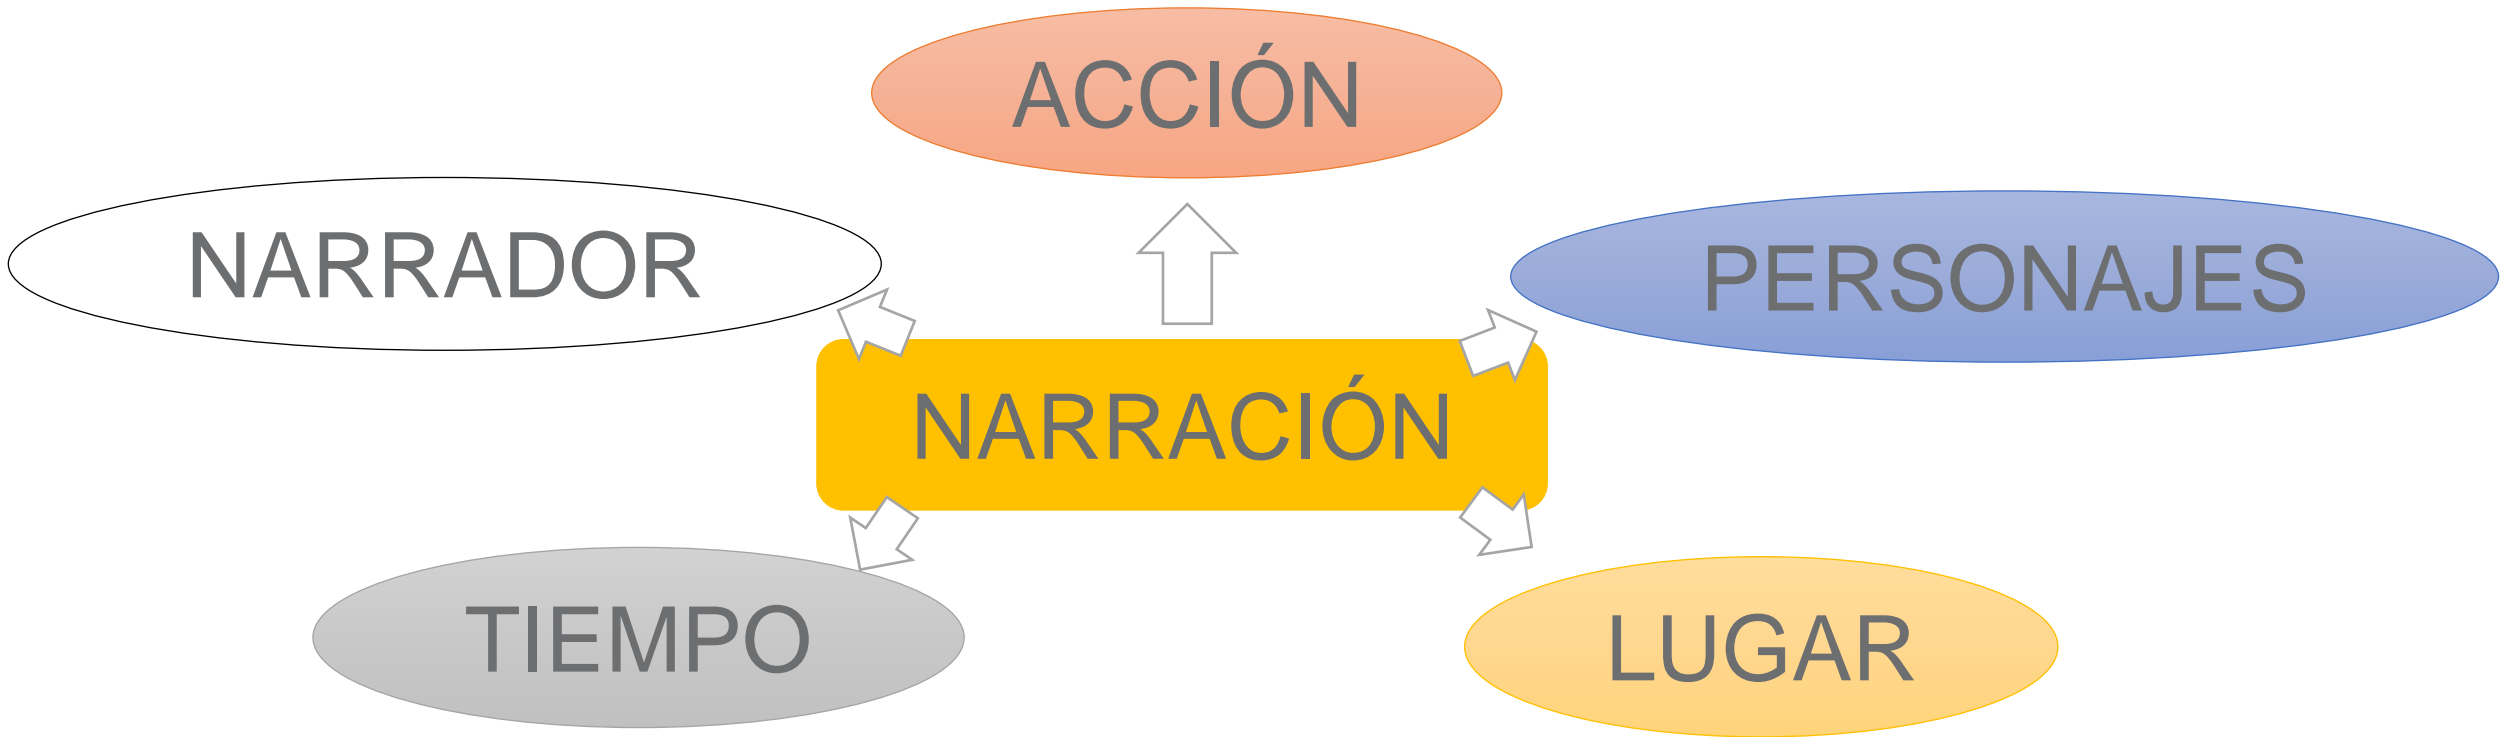 ACCIÓN
NARRADOR
PERSONAJES
NARRACIÓN
TIEMPO
LUGAR